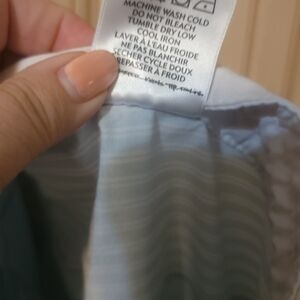 MACHINE WASH COLD
DO NOT BLEACH
TUMBLE DRY LOW
COOL IRON
LAVER À L'EAU FROIDE
NE PAS BLANCHIR
SÉCHER CYCLE DOUX
REPASSER À FROID